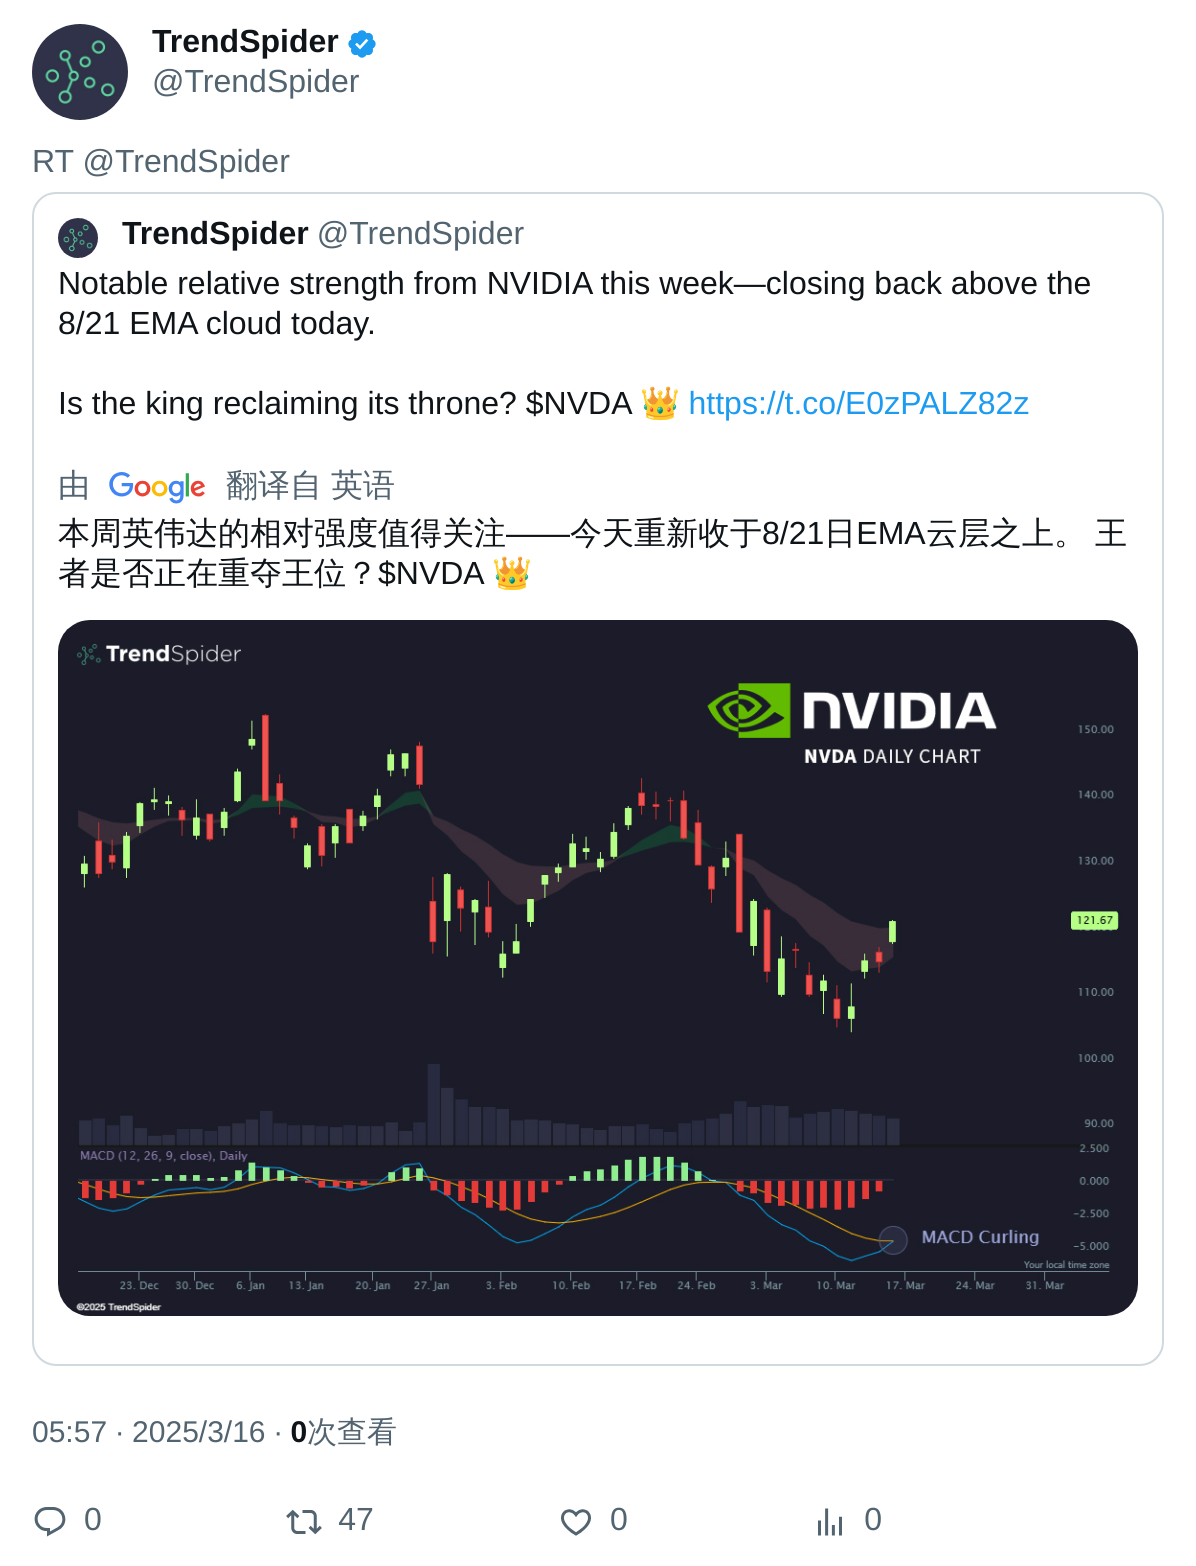 TrendSpider
@TrendSpider
RT @TrendSpider
TrendSpider @TrendSpider
Notable relative strength from NVIDIA this week—closing back above the
8/21 EMA cloud today.
Is the king reclaiming its throne? $NVDA 👑 https://t.co/E0zPALZ82z
由 Google 翻译自 英语
本周英伟达的相对强度值得关注——今天重新收于8/21日EMA云层之上。 王
者是否正在重夺王位？$NVDA 👑
TrendSpider
NVIDIA
NVDA DAILY CHART
150.00
140.00
130.00
121.67
110.00
100.00
90.00
MACD (12, 26, 9, close), Daily
2.500
0.000
−2.500
MACD Curling
−5.000
Your local time zone
23. Dec 30. Dec 6. Jan 13. Jan 20. Jan 27. Jan 3. Feb 10. Feb 17. Feb 24. Feb 3. Mar 10. Mar 17. Mar 24. Mar 31. Mar
©2025 TrendSpider
05:57 · 2025/3/16 · 0次查看
0 47 0 0